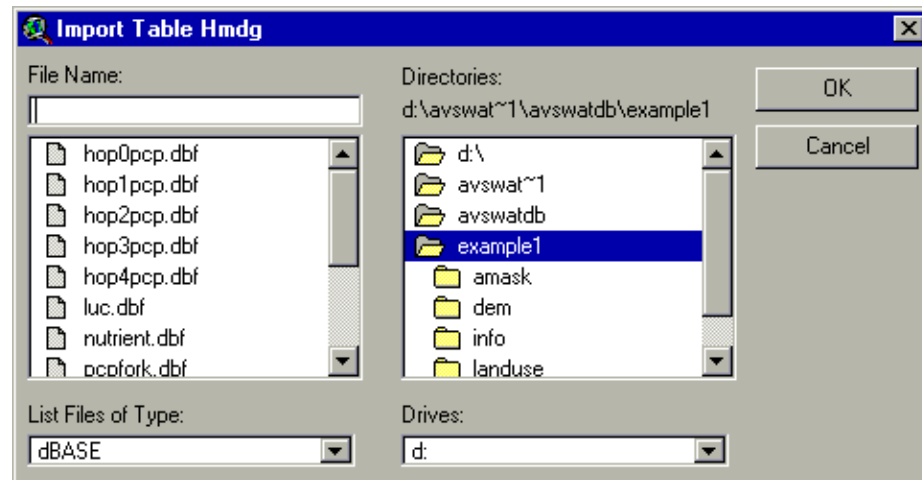 Import Table Hmdg
File Name:
hop0pcp.dbf
hop1pcp.dbf
hop2pcp.dbf
hop3pcp.dbf
hop4pcp.dbf
luc.dbf
nutrient.dbf
pcpfork.dbf
List Files of Type:
dBASE
Directories:
d:\avswat~1\avswatdb\example1
d:\
avswat~1
avswatdb
example1
amask
dem
info
landuse
Drives:
d:
OK
Cancel